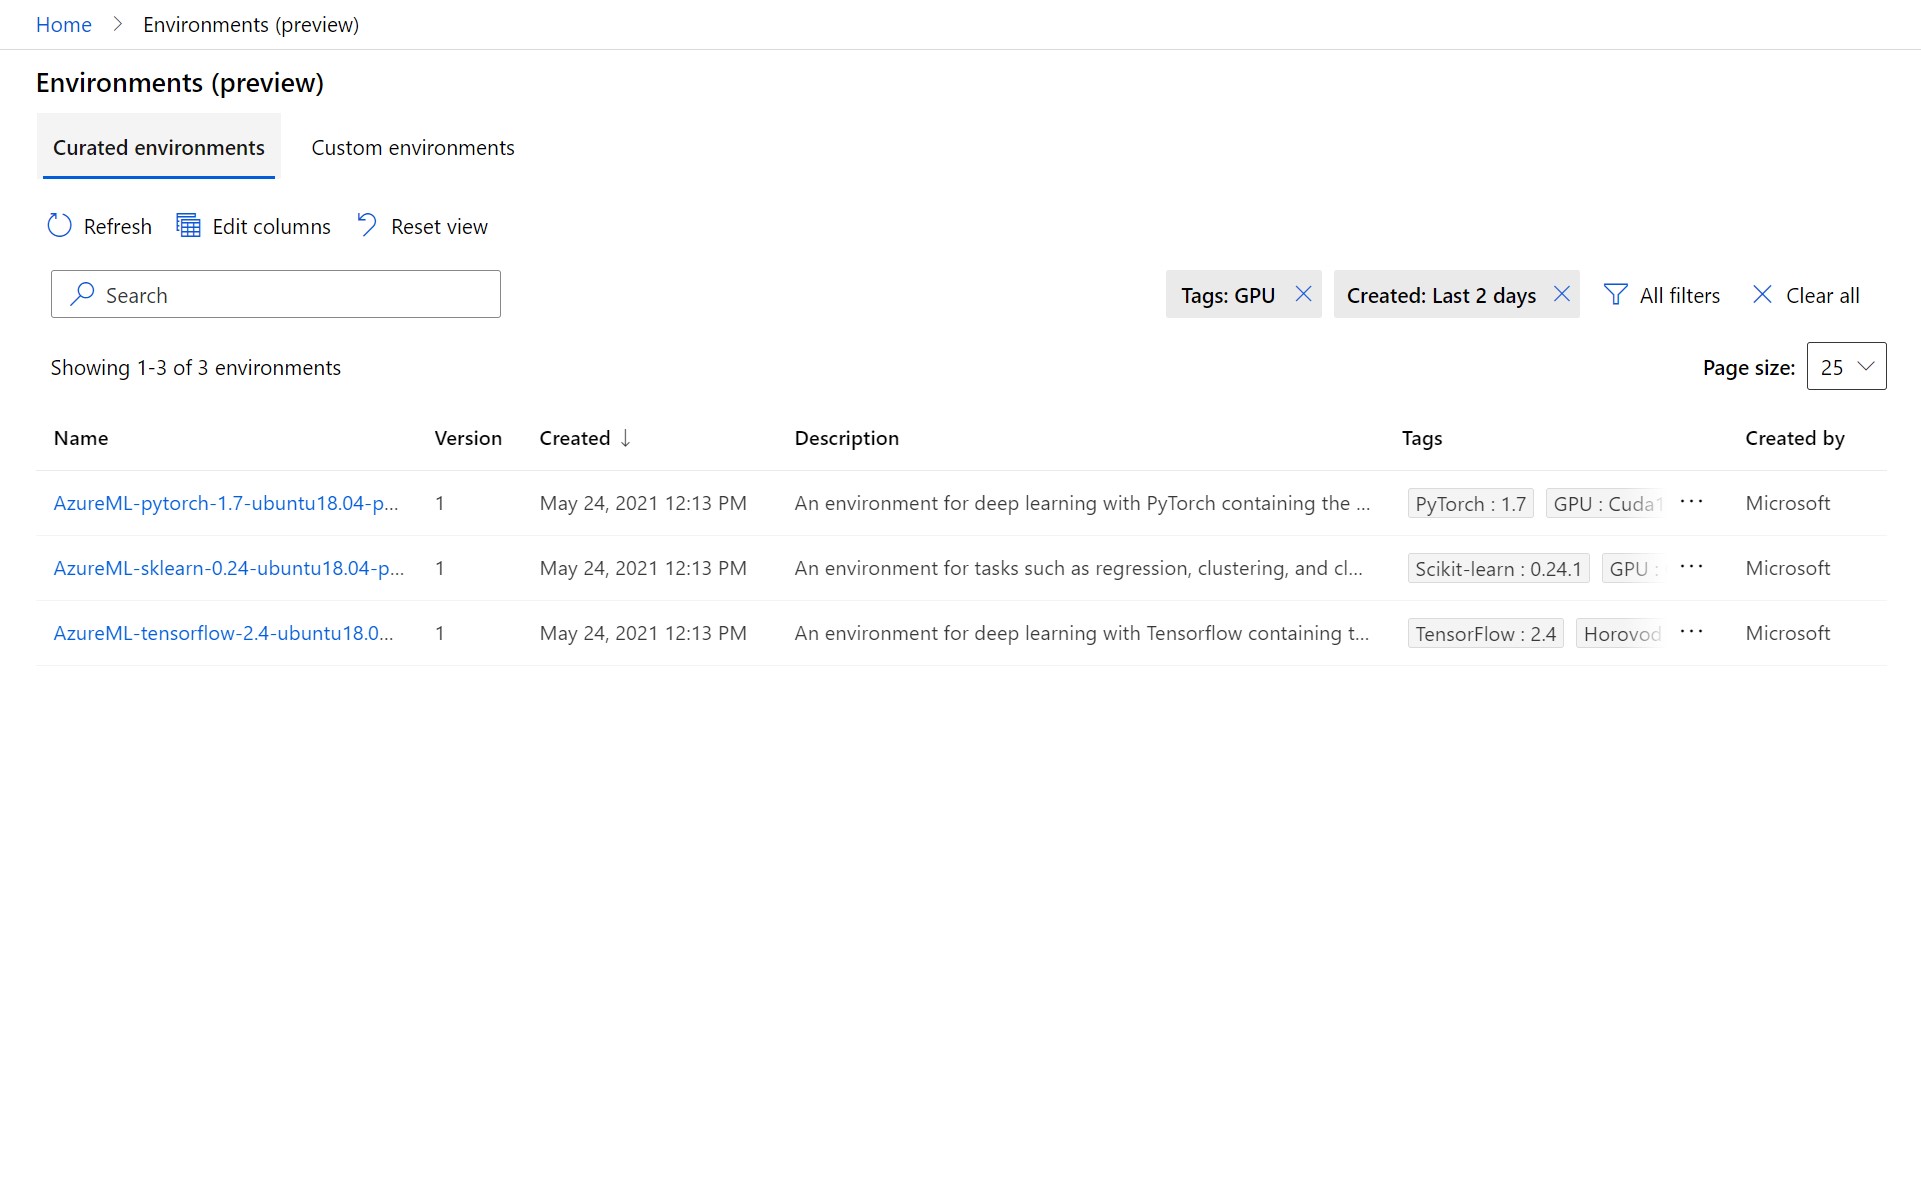 Home > Environments (preview)
Environments (preview)
Curated environments Custom environments
Refresh Edit columns Reset view
Search Tags: GPU Created: Last 2 days All filters Clear all
Showing 1-3 of 3 environments Page size: 25
Name Version Created ↓ Description Tags Created by
AzureML-pytorch-1.7-ubuntu18.04-p... 1 May 24, 2021 12:13 PM An environment for deep learning with PyTorch containing the ... PyTorch : 1.7 GPU : Cuda1 ... Microsoft
AzureML-sklearn-0.24-ubuntu18.04-p... 1 May 24, 2021 12:13 PM An environment for tasks such as regression, clustering, and cl... Scikit-learn : 0.24.1 GPU : ... Microsoft
AzureML-tensorflow-2.4-ubuntu18.0... 1 May 24, 2021 12:13 PM An environment for deep learning with Tensorflow containing t... TensorFlow : 2.4 Horovod ... Microsoft